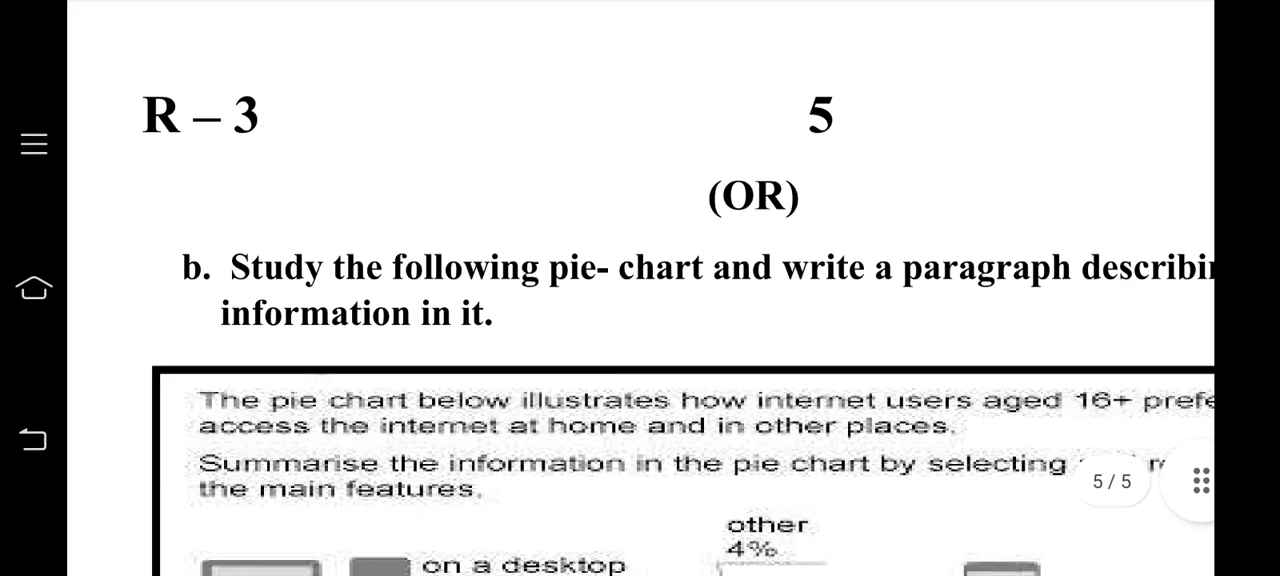 R – 3 5
(OR)
b. Study the following pie- chart and write a paragraph
information in it.
The pie chart below illustrates how internet users aged 16+
access the internet at home and in other places.
Summarise the information in the pie chart by selecting
the main features.
5 / 5
other
4%
on a desktop